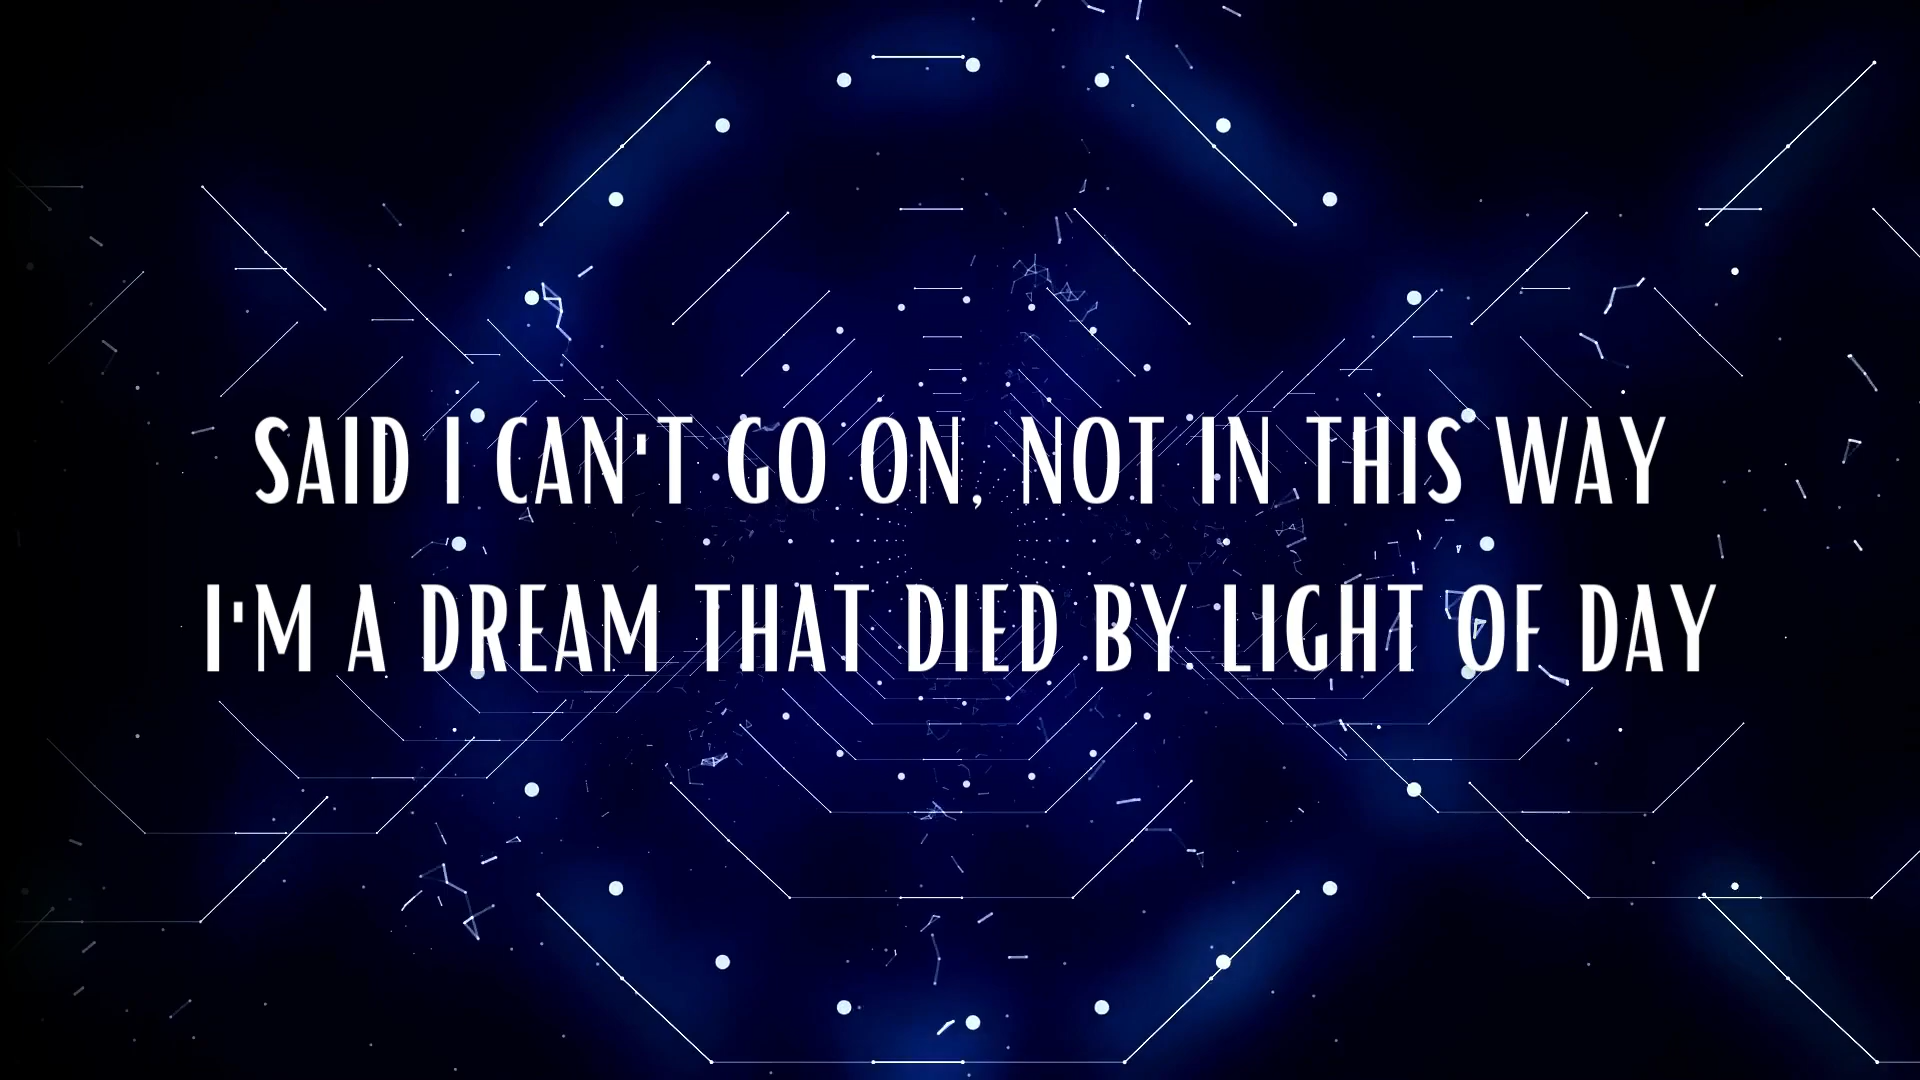 SAID I CAN'T GO ON, NOT IN THIS WAY
I'M A DREAM THAT DIED BY LIGHT OF DAY